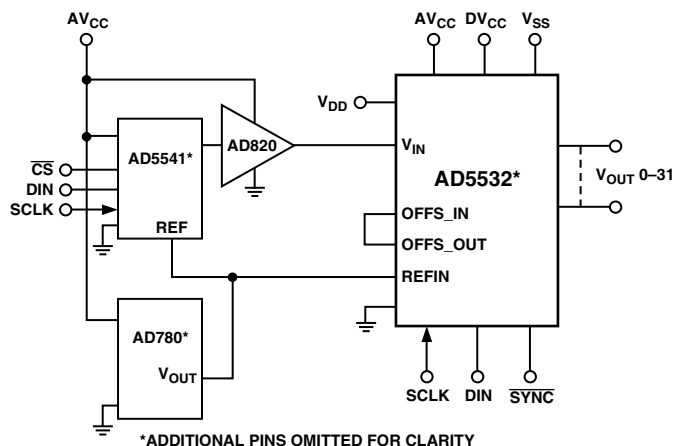 AVCC
AVCC DVCC VSS
VDD
AD820
AD5541*
VIN
CS
AD5532*
VOUT 0–31
DIN
SCLK
OFFS_IN
REF
OFFS_OUT
REFIN
AD780*
VOUT
SCLK DIN SYNC
*ADDITIONAL PINS OMITTED FOR CLARITY